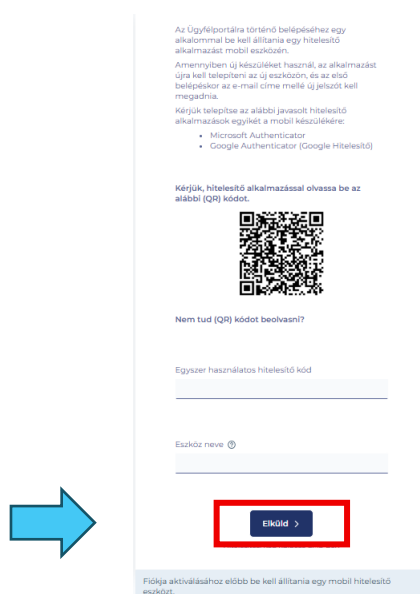 Az Ügyfélportálra történő belépéséhez egy
alkalommal be kell állítania egy hitelesítő
alkalmazást mobil eszközén.
Amennyiben új készüléket használ, az alkalmazást
újra kell telepíteni az új eszközön, és az első
belépéskor az e-mail címe mellé új jelszót kell
megadnia.
Kérjük telepítse az alábbi javasolt hitelesítő
alkalmazások egyikét a mobil készülékére:
• Microsoft Authenticator
• Google Authenticator (Google Hitelesítő)
Kérjük, hitelesítő alkalmazással olvassa be az
alábbi (QR) kódot.
Nem tud (QR) kódot beolvasni?
Egyszer használatos hitelesítő kód
Eszköz neve ?
Elküld >
Fiókja aktiválásához előbb be kell állítania egy mobil hitelesítő
eszközt.